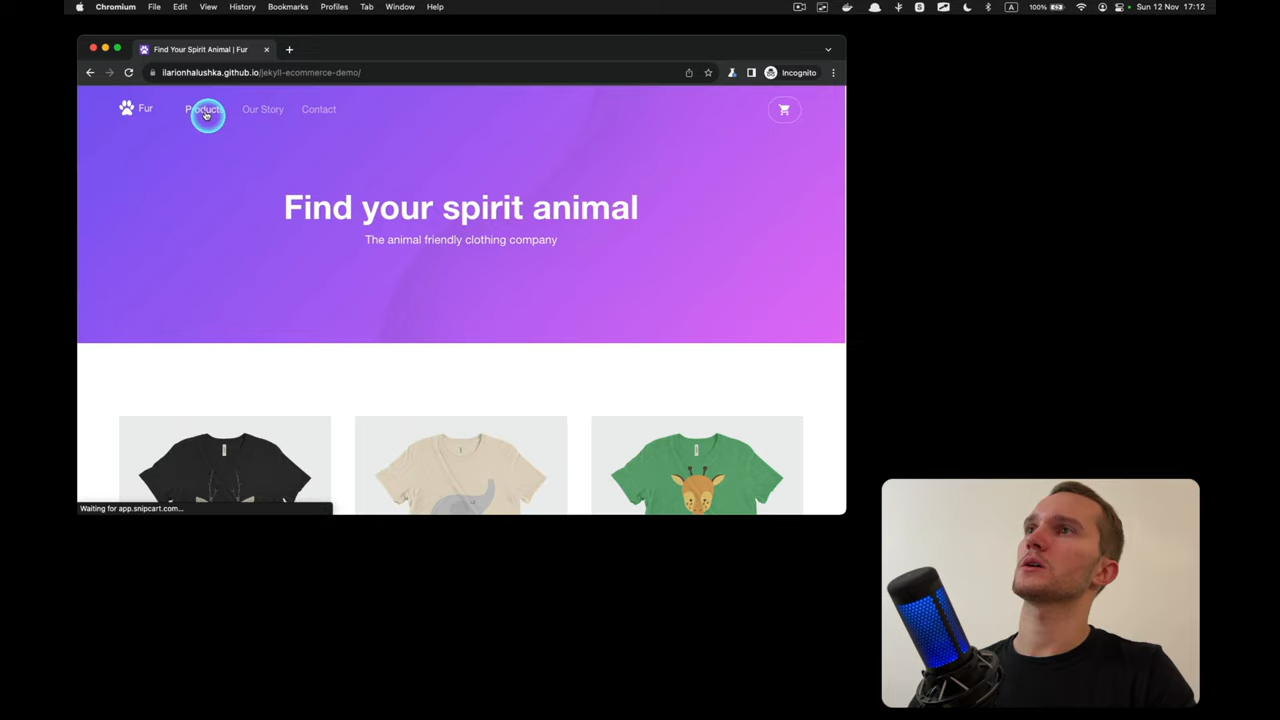 Chromium File Edit View History Bookmarks Profiles Tab Window Help
100% Sun 12 Nov 17:12
Find Your Spirit Animal | Fur
ilarionhalushka.github.io/jekyll-ecommerce-demo/
Incognito
Fur Products Our Story Contact
Find your spirit animal
The animal friendly clothing company
Waiting for app.snipcart.com...